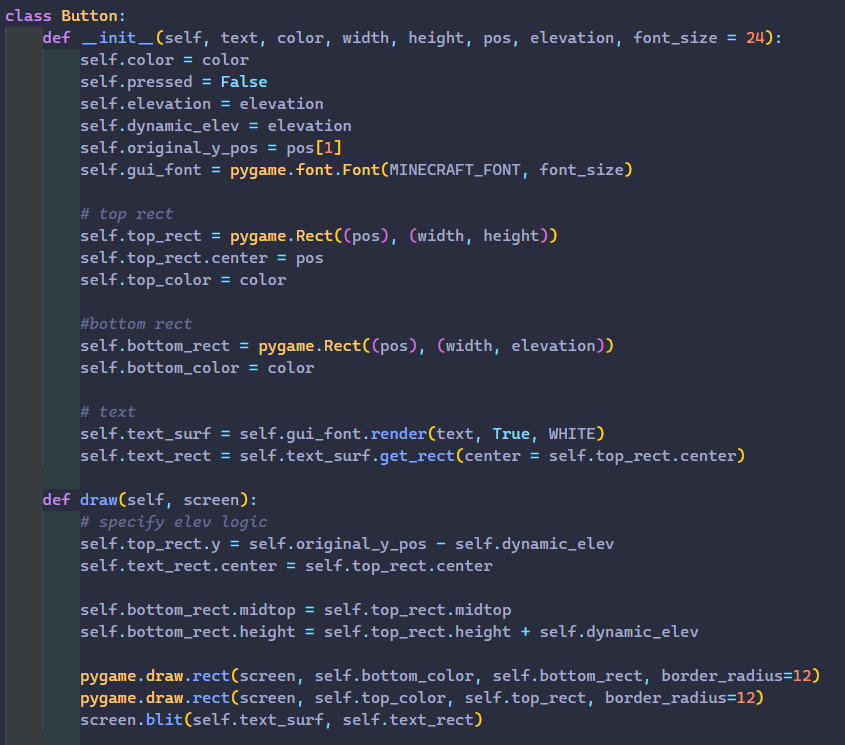 class Button:
    def __init__(self, text, color, width, height, pos, elevation, font_size = 24):
        self.color = color
        self.pressed = False
        self.elevation = elevation
        self.dynamic_elev = elevation
        self.original_y_pos = pos[1]
        self.gui_font = pygame.font.Font(MINECRAFT_FONT, font_size)

        # top rect
        self.top_rect = pygame.Rect((pos), (width, height))
        self.top_rect.center = pos
        self.top_color = color

        #bottom rect
        self.bottom_rect = pygame.Rect((pos), (width, elevation))
        self.bottom_color = color

        # text
        self.text_surf = self.gui_font.render(text, True, WHITE)
        self.text_rect = self.text_surf.get_rect(center = self.top_rect.center)

    def draw(self, screen):
        # specify elev logic
        self.top_rect.y = self.original_y_pos - self.dynamic_elev
        self.text_rect.center = self.top_rect.center

        self.bottom_rect.midtop = self.top_rect.midtop
        self.bottom_rect.height = self.top_rect.height + self.dynamic_elev

        pygame.draw.rect(screen, self.bottom_color, self.bottom_rect, border_radius=12)
        pygame.draw.rect(screen, self.top_color, self.top_rect, border_radius=12)
        screen.blit(self.text_surf, self.text_rect)